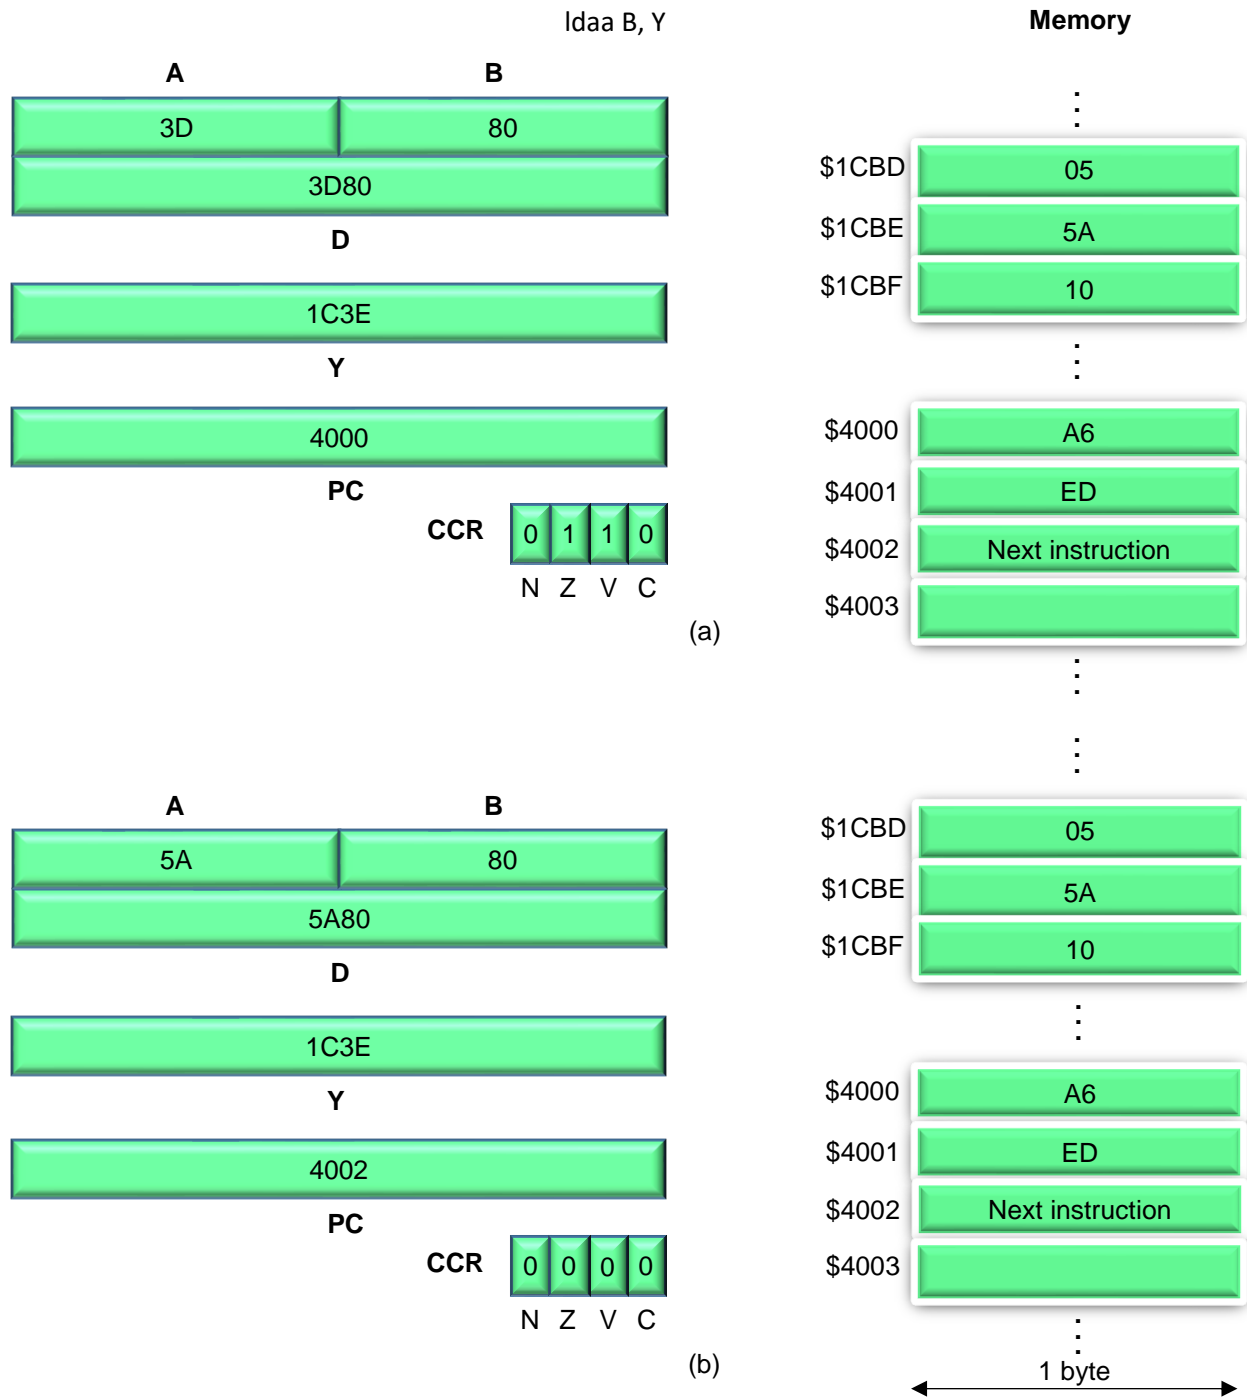 ldaa B, Y
Memory
A B
3D 80
3D80
D
1C3E
Y
4000
PC
CCR 0 1 1 0
N Z V C
$1CBD 05
$1CBE 5A
$1CBF 10
$4000 A6
$4001 ED
$4002 Next instruction
$4003
(a)
A B
5A 80
5A80
D
1C3E
Y
4002
PC
CCR 0 0 0 0
N Z V C
$1CBD 05
$1CBE 5A
$1CBF 10
$4000 A6
$4001 ED
$4002 Next instruction
$4003
(b)
1 byte